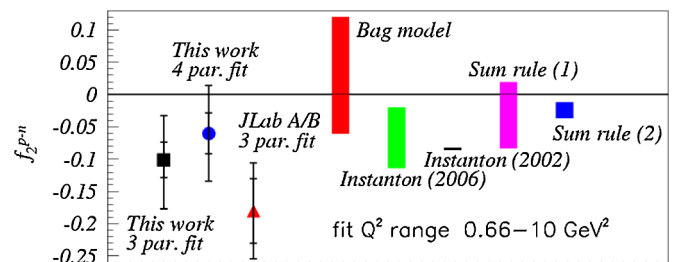 0.1
0.05
0
-0.05
-0.1
-0.15
-0.2
-0.25
f₂ᵖ⁻ⁿ
This work
4 par. fit
Bag model
Sum rule (1)
JLab A/B
3 par. fit
Sum rule (2)
Instanton (2002)
Instanton (2006)
This work
3 par. fit
fit Q² range 0.66–10 GeV²